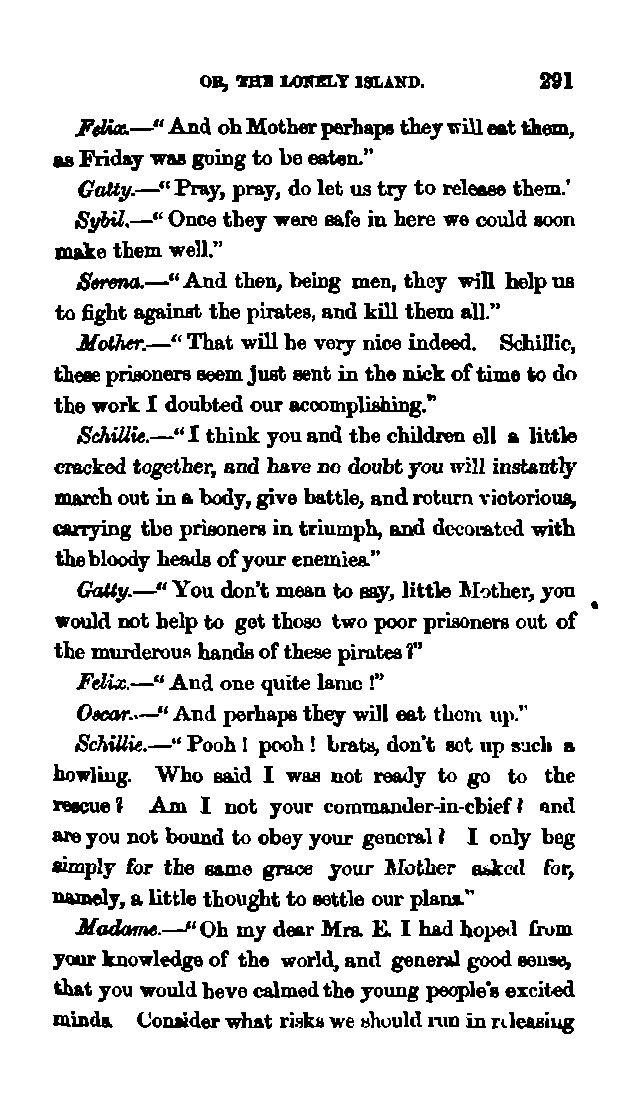 OR, THE LONELY ISLAND. 291
Felix.—"And oh Mother perhaps they will eat them,
as Friday was going to be eaten."
Gatty.—"Pray, pray, do let us try to release them.'
Sybil.—"Once they were safe in here we could soon
make them well."
Serena.—"And then, being men, they will help us
to fight against the pirates, and kill them all."
Mother.—"That will be very nice indeed. Schillie,
these prisoners seem just sent in the nick of time to do
the work I doubted our accomplishing."
Schillie.—"I think you and the children all a little
cracked together, and have no doubt you will instantly
march out in a body, give battle, and return victorious,
carrying the prisoners in triumph, and decorated with
the bloody heads of your enemies."
Gatty.—"You don't mean to say, little Mother, you
would not help to get those two poor prisoners out of
the murderous hands of these pirates?"
Felix.—"And one quite lame!"
Oscar.—"And perhaps they will eat them up."
Schillie.—"Pooh! pooh! brats, don't set up such a
howling. Who said I was not ready to go to the
rescue? Am I not your commander-in-chief? and
are you not bound to obey your general? I only beg
simply for the same grace your Mother asked for,
namely, a little thought to settle our plans."
Madame.—"Oh my dear Mrs. E. I had hoped from
your knowledge of the world, and general good sense,
that you would have calmed the young people's excited
minds. Consider what risks we should run in releasing